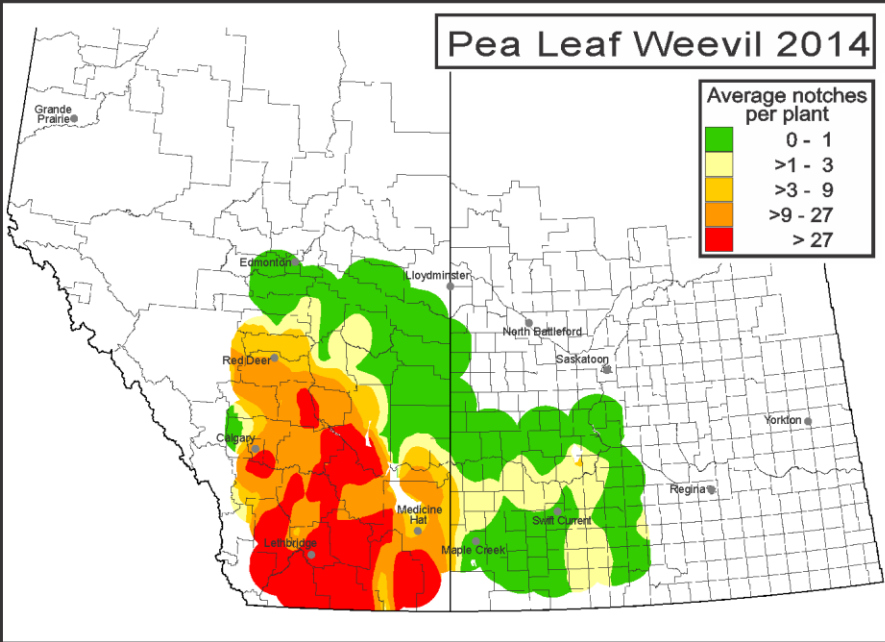 Pea Leaf Weevil 2014
Average notches
per plant
0 - 1
>1 - 3
>3 - 9
>9 - 27
> 27
Grande
Prairie
Edmonton
Lloydminster
North Battleford
Red Deer
Saskatoon
Yorkton
Calgary
Regina
Medicine
Hat
Swift Current
Lethbridge
Maple Creek